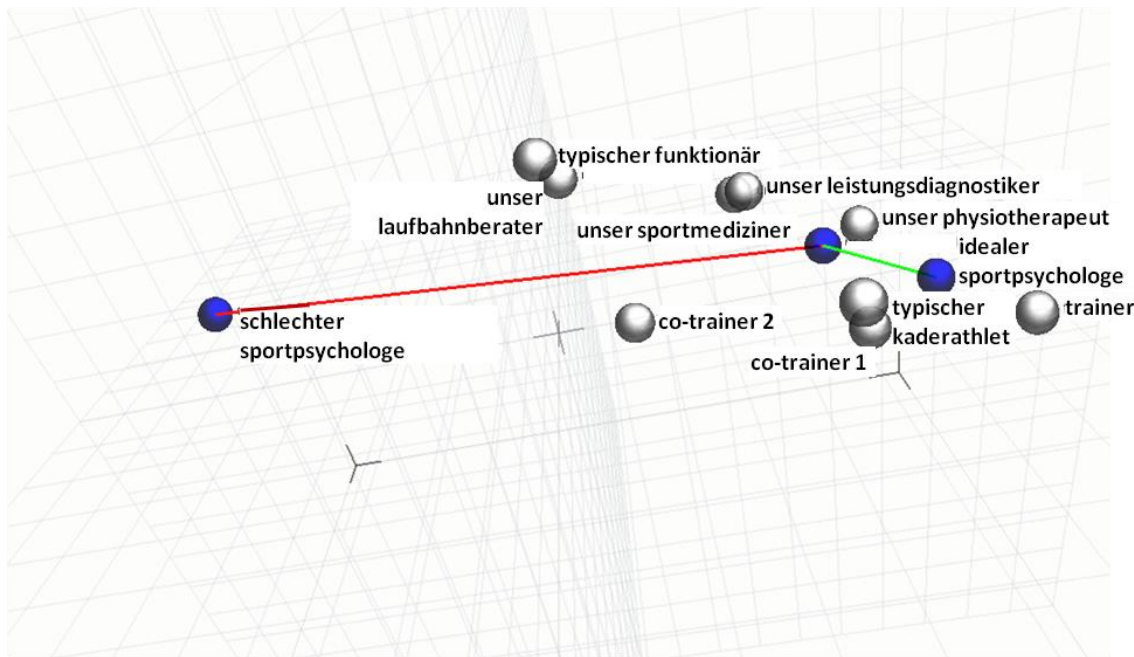 typischer funktionär
unser
laufbahnberater
unser leistungsdiagnostiker
unser sportmediziner
unser physiotherapeut
idealer
sportpsychologe
schlechter
sportpsychologe
co-trainer 2
typischer
kaderathlet
trainer
co-trainer 1